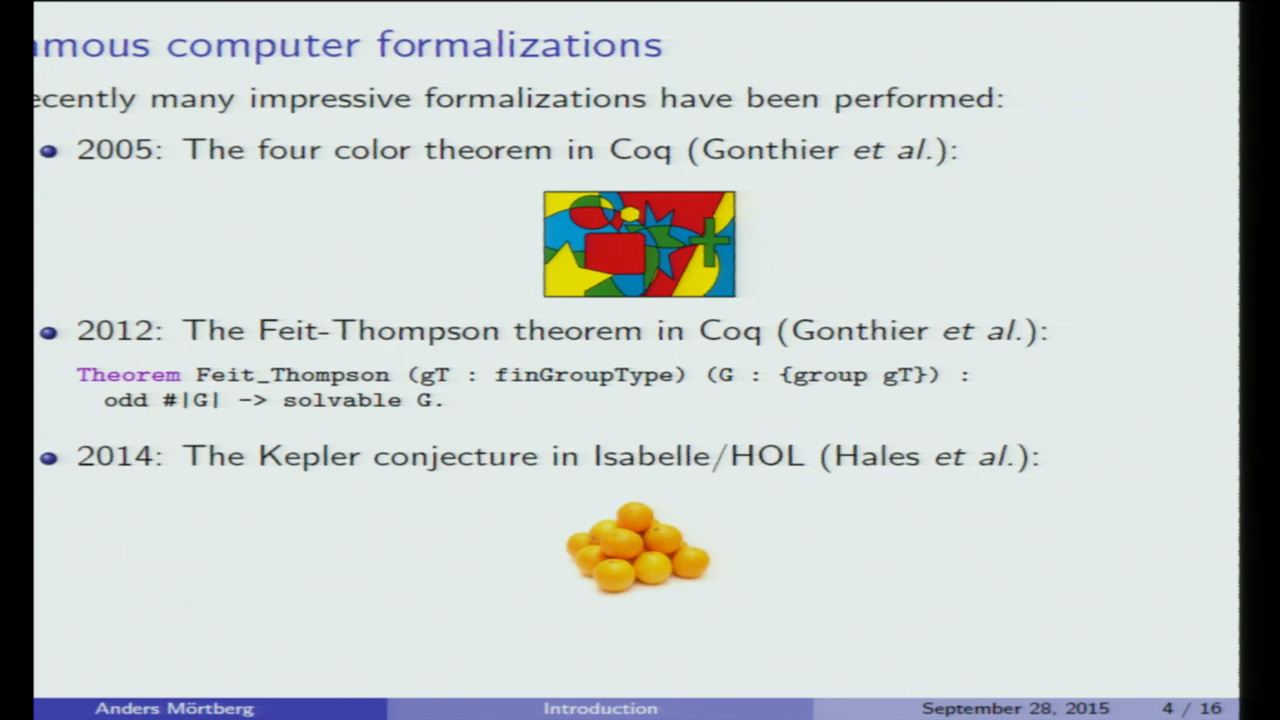 amous computer formalizations
ecently many impressive formalizations have been performed:
2005: The four color theorem in Coq (Gonthier et al.):
2012: The Feit-Thompson theorem in Coq (Gonthier et al.):
Theorem Feit_Thompson (gT : finGroupType) (G : {group gT}) :
odd #|G| -> solvable G.
2014: The Kepler conjecture in Isabelle/HOL (Hales et al.):
Anders Mörtberg Introduction September 28, 2015 4 / 16